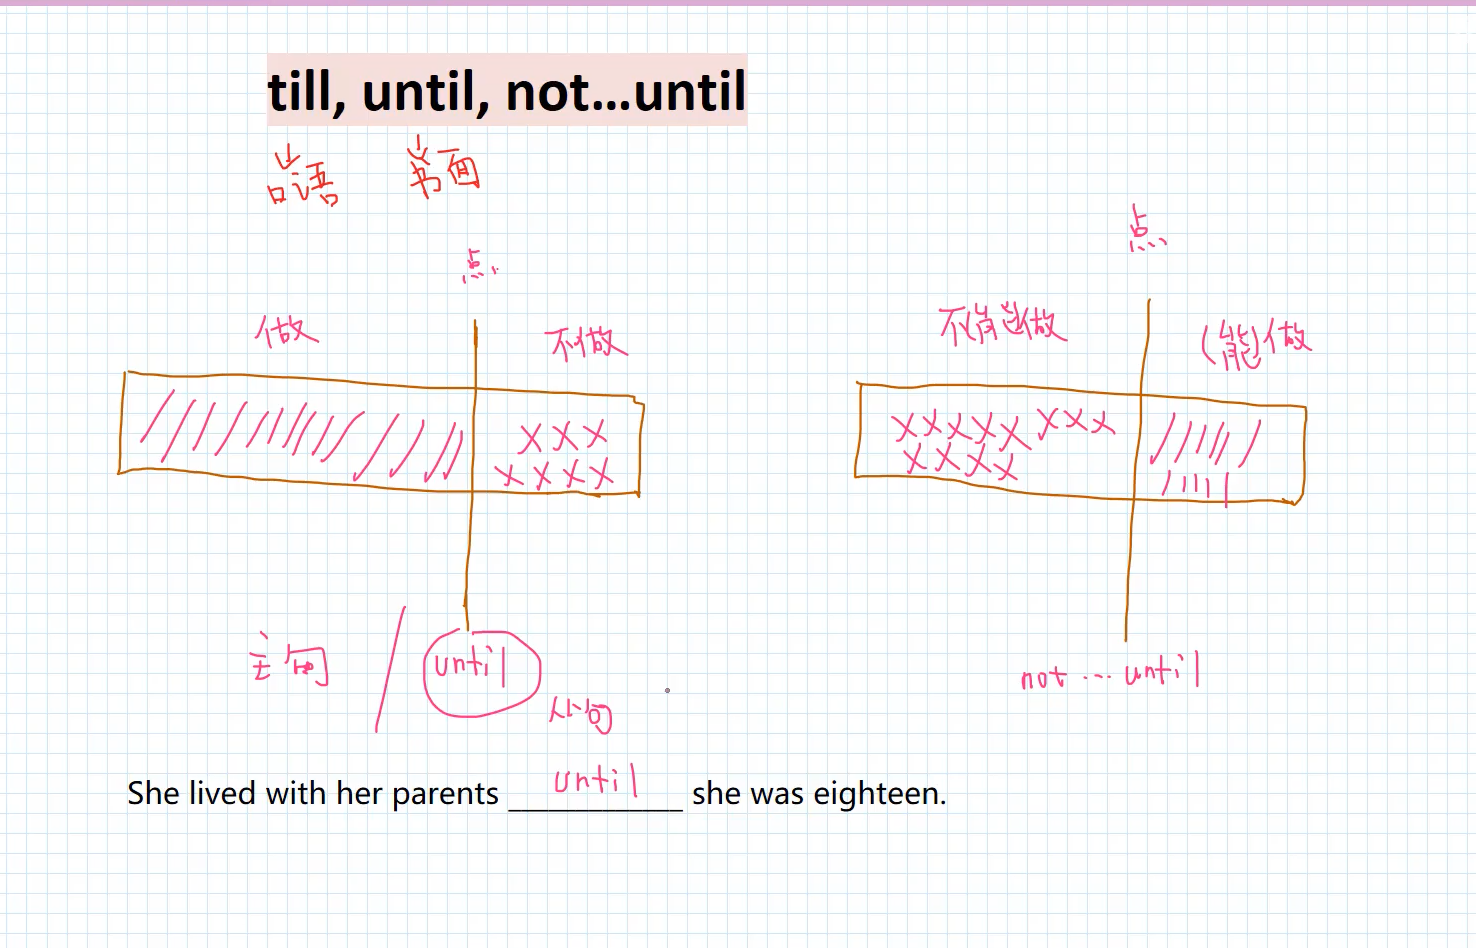 till, until, not...until
口语 书面
点
点
做 不做
不能做 (能)做
主句 until 从句
not ... until
She lived with her parents until she was eighteen.